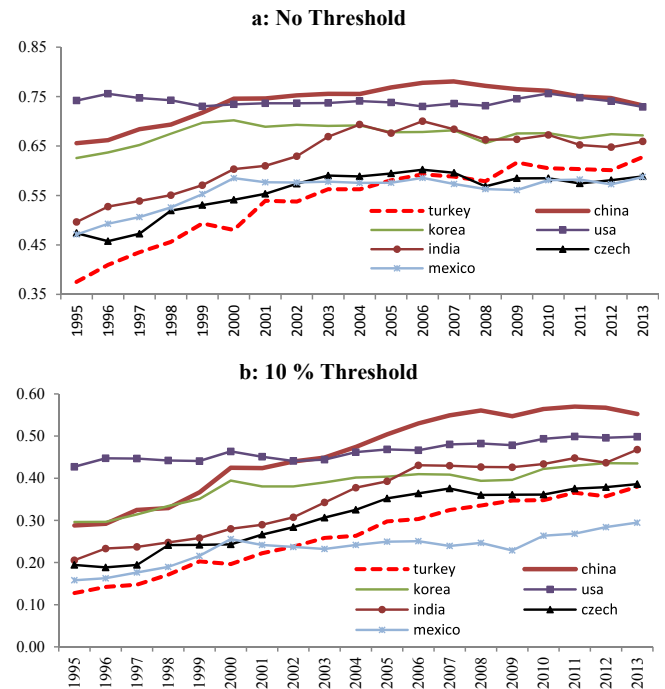 a: No Threshold
0.85
0.75
0.65
0.55
0.45
0.35
turkey china
korea usa
india czech
mexico
1995 1996 1997 1998 1999 2000 2001 2002 2003 2004 2005 2006 2007 2008 2009 2010 2011 2012 2013
b: 10 % Threshold
0.60
0.50
0.40
0.30
0.20
0.10
0.00
turkey china
korea usa
india czech
mexico
1995 1996 1997 1998 1999 2000 2001 2002 2003 2004 2005 2006 2007 2008 2009 2010 2011 2012 2013